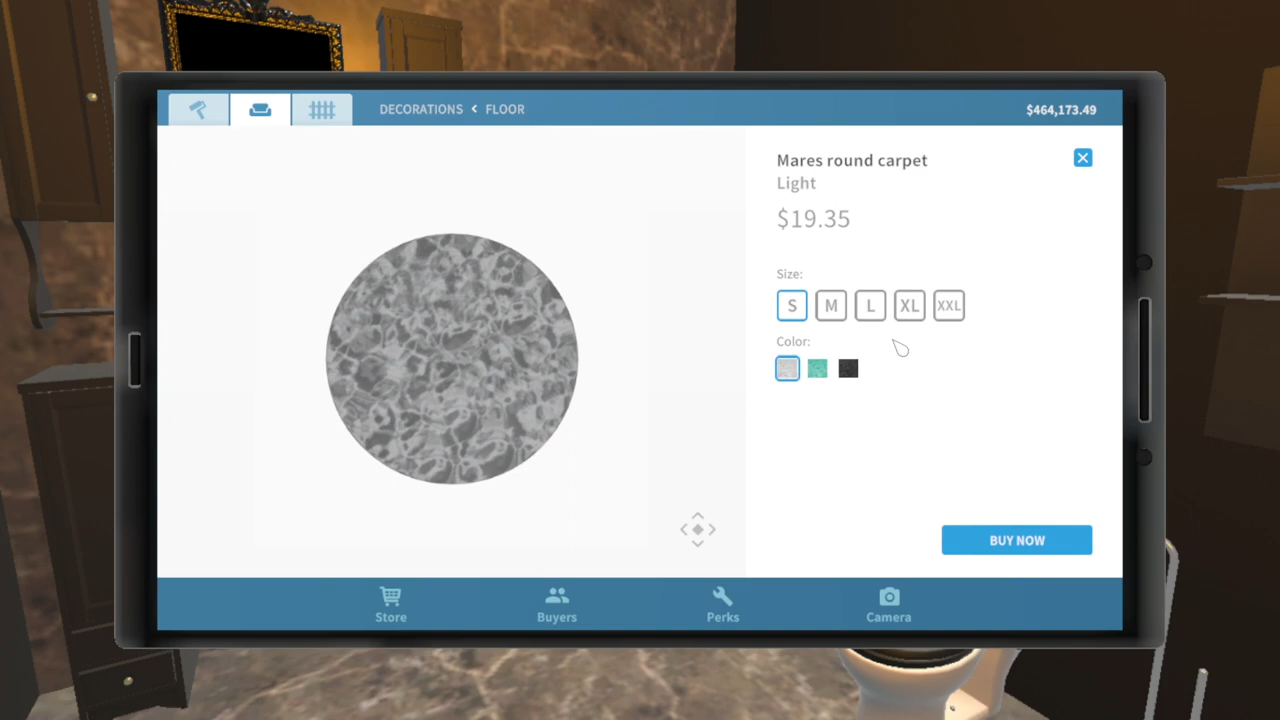 DECORATIONS < FLOOR
$464,173.49
Mares round carpet
Light
$19.35
Size:
S M L XL XXL
Color:
BUY NOW
Store Buyers Perks Camera